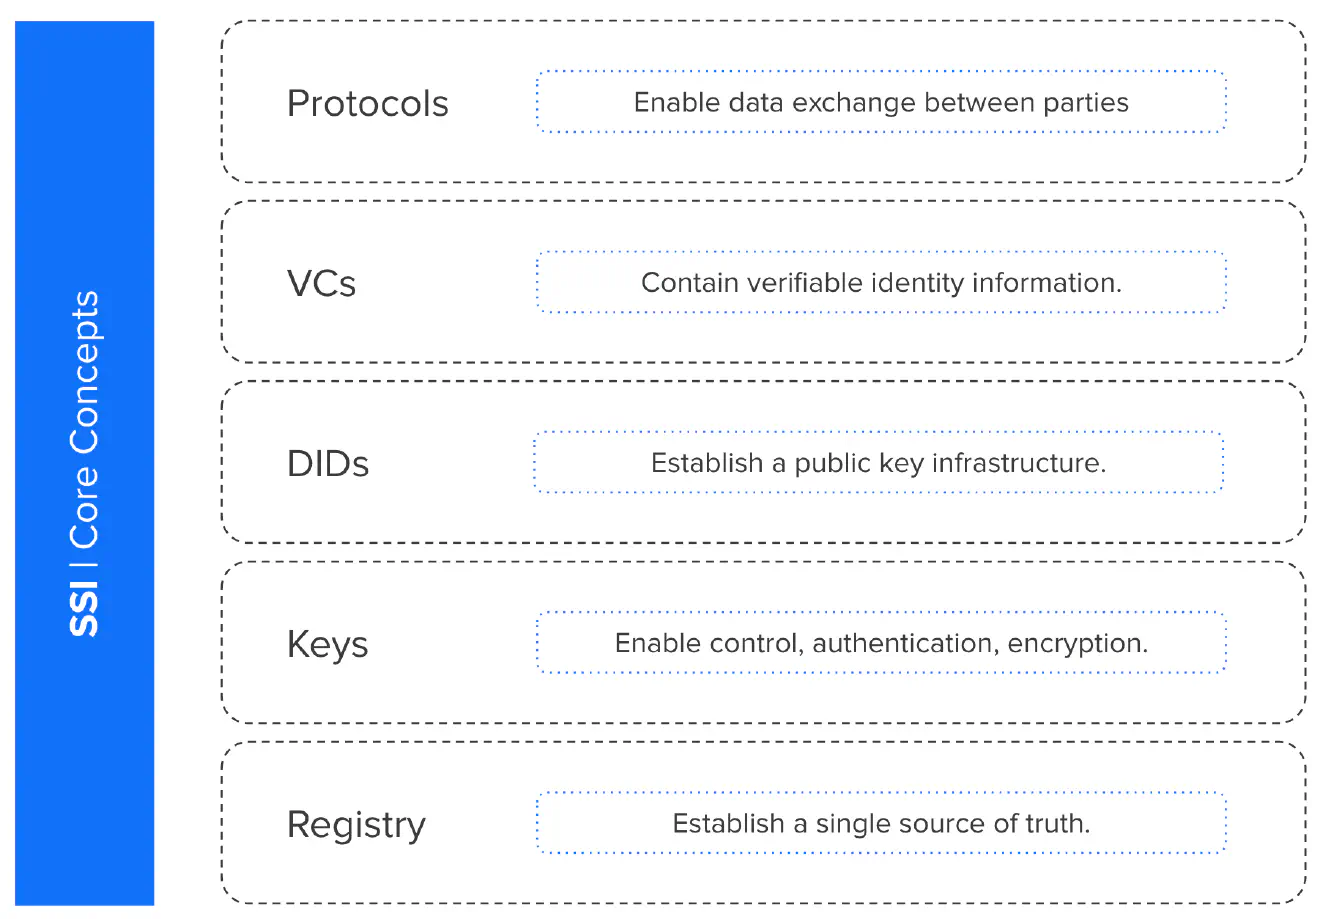 SSI | Core Concepts
Protocols
Enable data exchange between parties
VCs
Contain verifiable identity information.
DIDs
Establish a public key infrastructure.
Keys
Enable control, authentication, encryption.
Registry
Establish a single source of truth.